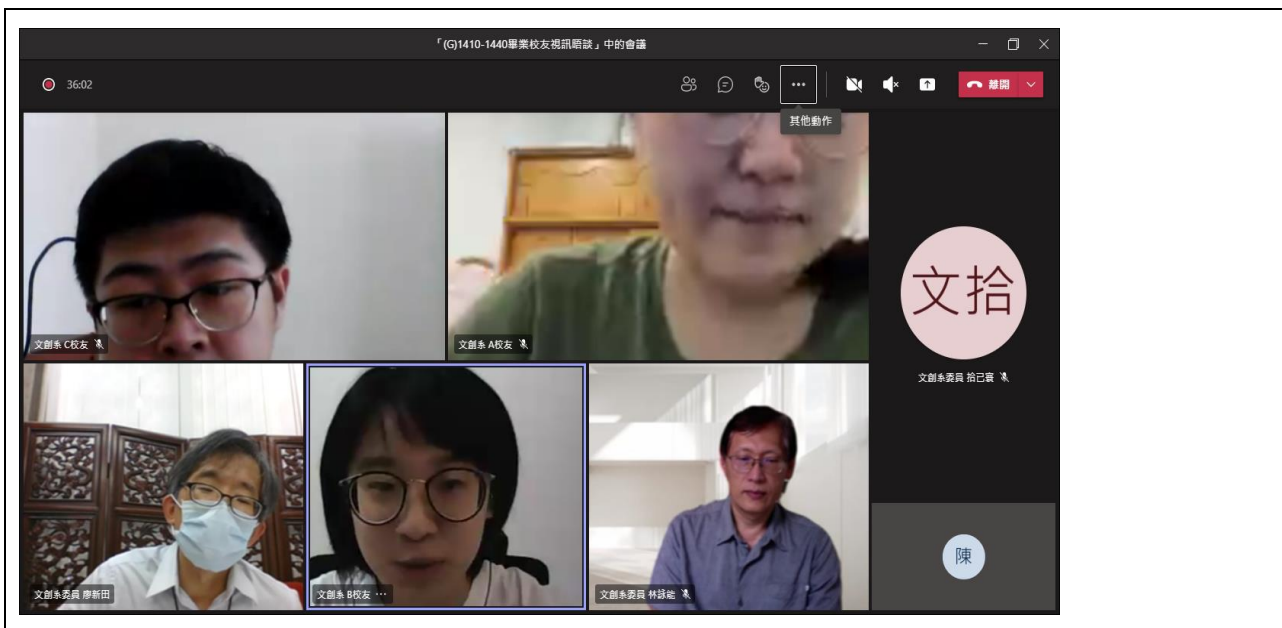 「(G)1410-1440畢業校友視訊晤談」中的會議
36:02
離開
其他動作
文創系 C校友
文創系 A校友
文拾
文創系委員 拾已寰
文創系委員 廖新田
文創系 B校友 ...
文創系委員 林詠能
陳